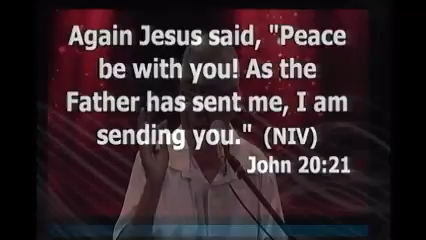 Again Jesus said, "Peace
be with you! As the
Father has sent me, I am
sending you." (NIV)
John 20:21